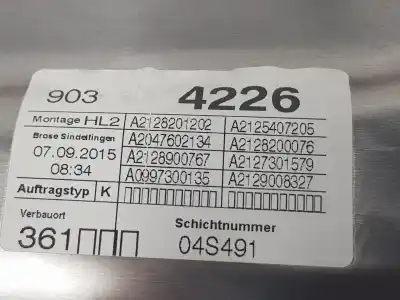 903 4226
Montage HL2 A2128201202 A2125407205
Brose Sindelfingen A2047602134 A2128200076
07.09.2015 A2128900767 A2127301579
08:34 A0997300135 A2129008327
Auftragstyp K ▯▯▯▯▯▯▯▯▯▯▯ ▯▯▯▯▯▯▯▯▯▯▯
Verbauort Schichtnummer
361▯▯▯ 04S491